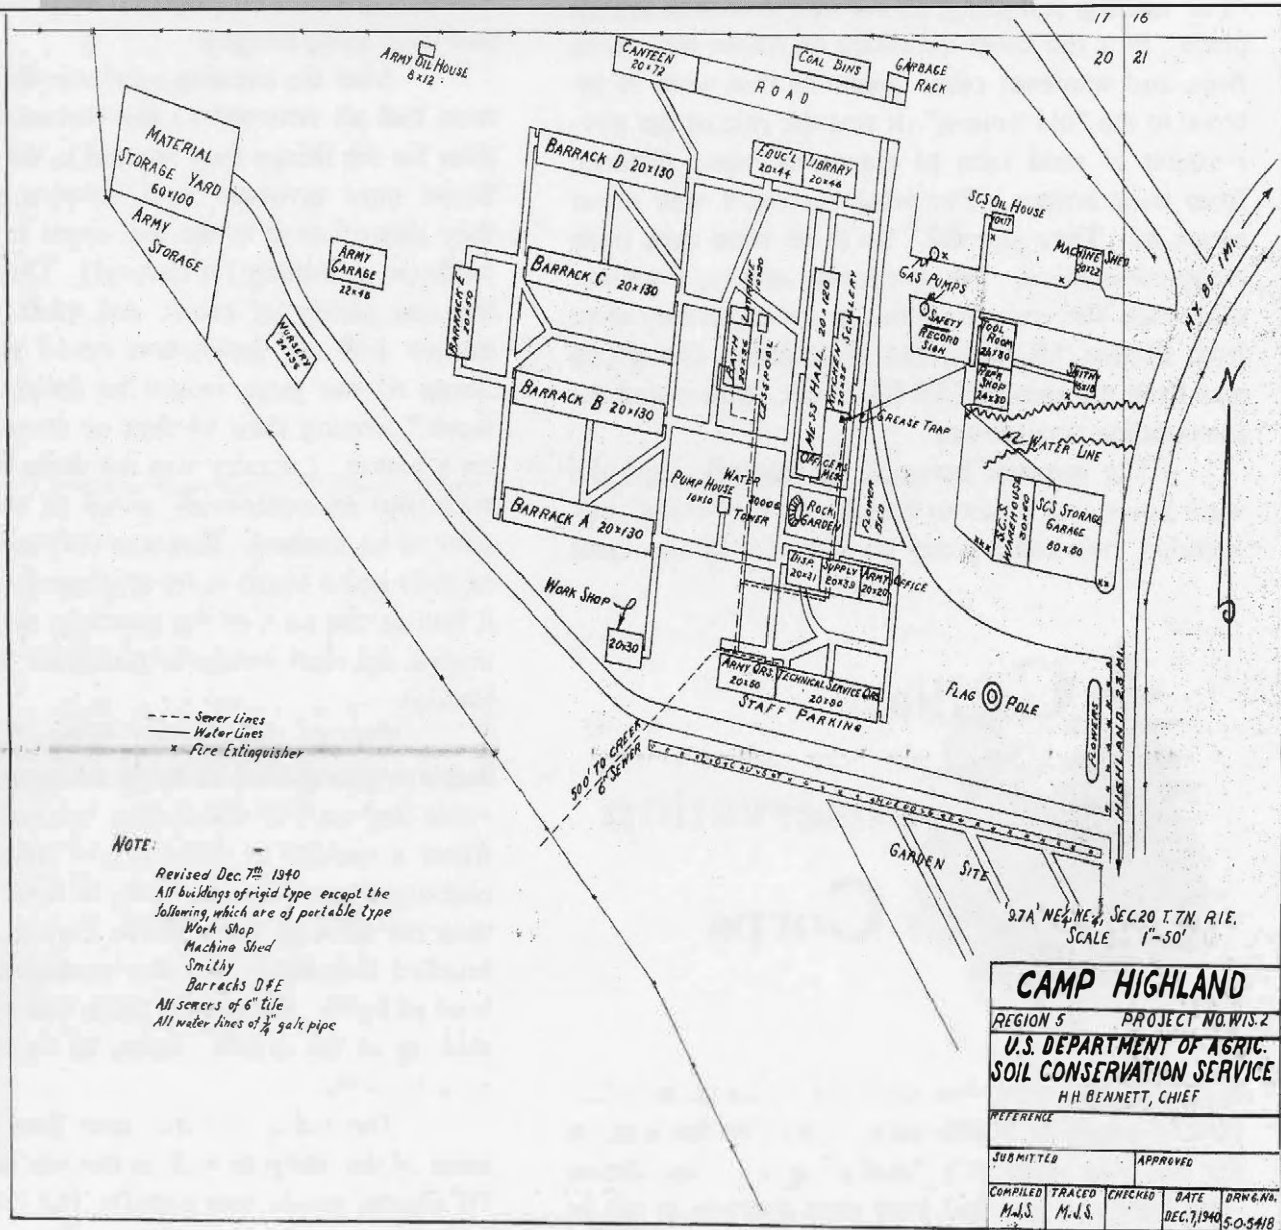 17 16
20 21
ARMY OIL HOUSE
8x12
CANTEEN
20x72
COAL BINS
GARBAGE
RACK
ROAD
MATERIAL
STORAGE YARD
60x100
ARMY
STORAGE
ARMY
GARAGE
22x48
NURSERY
BARRACK D 20x130
EDUC'L
20x44
LIBRARY
20x46
BARRACK C 20x130
BARRACK E
20x50
BATH
LATRINE
CESSPOOL
MESS HALL 20x120
SCULLERY
KITCHEN
BARRACK B 20x130
BARRACK A 20x130
SCS OIL HOUSE
10x12
MACHINE SHED
20x22
GAS PUMPS
SAFETY
RECORD
SIGN
TOOL
ROOM
WORK
SHOP
SMITHY
16x18
HY. 80 1 MI.
GREASE TRAP
WATER LINE
OFFICERS
MESS
PUMP HOUSE
10x10
WATER
TOWER
ROCK
GARDEN
FLOWER
BED
S.C.S.
WAREHOUSE
SCS STORAGE
GARAGE
60x60
DISP.
20x31
SUPPLY
20x39
ARMY OFFICE
20x20
WORK SHOP
20x30
ARMY QRS.
20x50
TECHNICAL SERVICE QRS.
20x80
STAFF PARKING
FLAG
POLE
FLOWERS
HIGHLAND 2.3 MI.
Sewer Lines
Water Lines
x Fire Extinguisher
500' TO CREEK
6" SEWER
GARDEN SITE
NOTE:
Revised Dec. 7th 1940
All buildings of rigid type except the
following, which are of portable type
Work Shop
Machine Shed
Smithy
Barracks D&E
All sewers of 6" tile
All water lines of ¾" galv. pipe
9.7A NE¼, NE¼, SEC.20 T.7N. R.1E.
SCALE 1"-50'
CAMP HIGHLAND
REGION 5 PROJECT NO. WIS.2
U.S. DEPARTMENT OF AGRIC.
SOIL CONSERVATION SERVICE
H.H. BENNETT, CHIEF
REFERENCE
SUBMITTED APPROVED
COMPILED TRACED CHECKED DATE DRWG. NO.
M.J.S. M.J.S. DEC.7,1940 5-0-5418